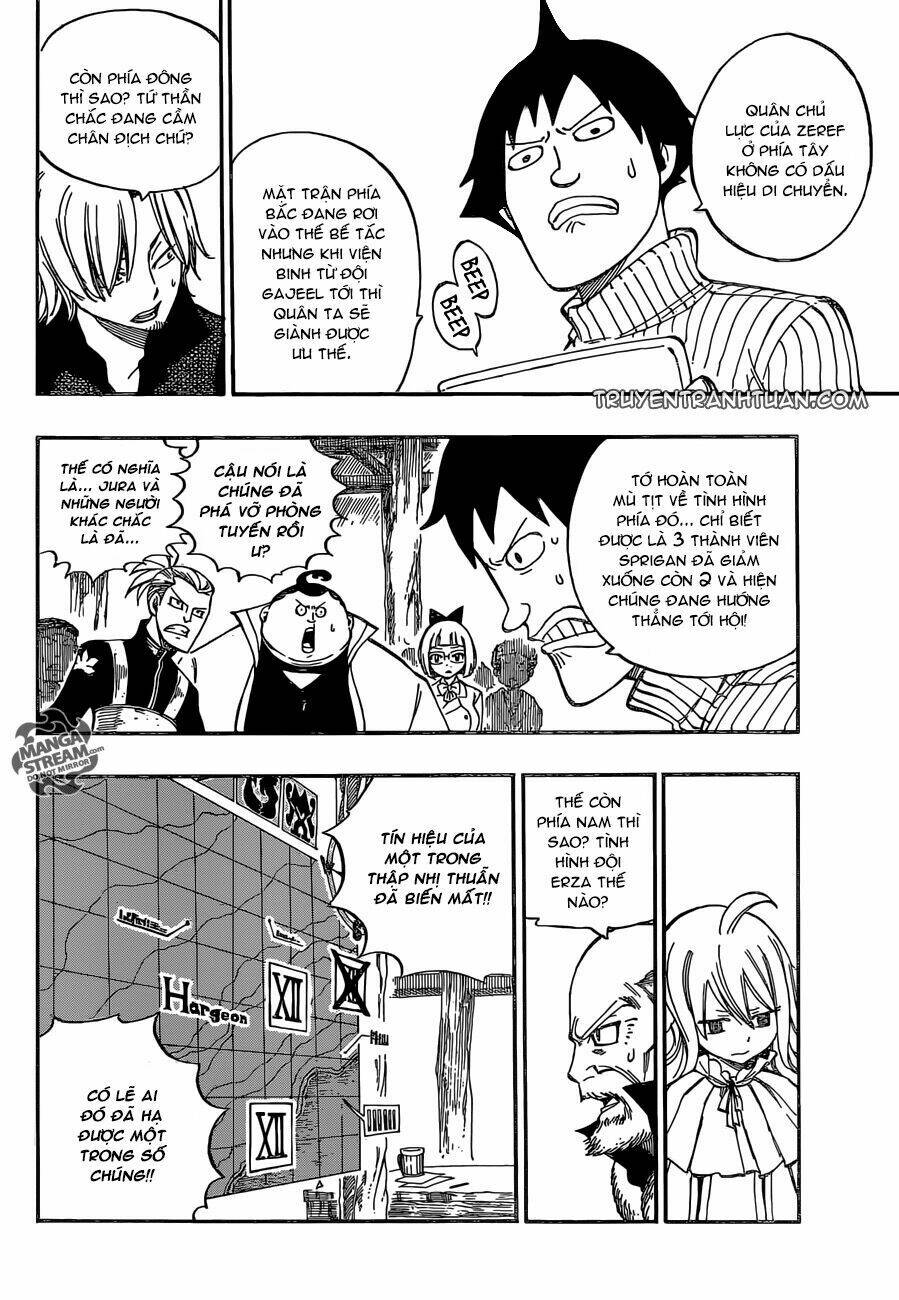 QUÂN CHỦ
LỰC CỦA ZEREF
Ở PHÍA TÂY
KHÔNG CÓ DẤU
HIỆU DI CHUYỂN.
BEEP
BEEP
MẶT TRẬN PHÍA
BẮC ĐANG RƠI
VÀO THẾ BẾ TẮC
NHƯNG KHI VIỆN
BINH TỪ ĐỘI
GAJEEL TỚI THÌ
QUÂN TA SẼ
GIÀNH ĐƯỢC
ƯU THẾ.
CÒN PHÍA ĐÔNG
THÌ SAO? TỨ THẦN
CHẮC ĐANG CẦM
CHÂN ĐỊCH CHỨ?
TRUYENTRANHTUAN.COM
TỚ HOÀN TOÀN
MÙ TỊT VỀ TÌNH HÌNH
PHÍA ĐÓ... CHỈ BIẾT
ĐƯỢC LÀ 3 THÀNH VIÊN
SPRIGAN ĐÃ GIẢM
XUỐNG CÒN 2 VÀ HIỆN
CHÚNG ĐANG HƯỚNG
THẲNG TỚI HỘI!
CẬU NÓI LÀ
CHÚNG ĐÃ
PHÁ VỠ PHÒNG
TUYẾN RỒI
Ư?
THẾ CÓ NGHĨA
LÀ... JURA VÀ
NHỮNG NGƯỜI
KHÁC CHẮC
LÀ ĐÃ...
MANGA
STREAM.com
DO NOT MIRROR
THẾ CÒN
PHÍA NAM THÌ
SAO? TÌNH
HÌNH ĐỘI
ERZA THẾ
NÀO?
TÍN HIỆU CỦA
MỘT TRONG
THẬP NHỊ THUẪN
ĐÃ BIẾN MẤT!!
Hargeon
XII
XII
CÓ LẼ AI
ĐÓ ĐÃ HẠ
ĐƯỢC MỘT
TRONG SỐ
CHÚNG!!